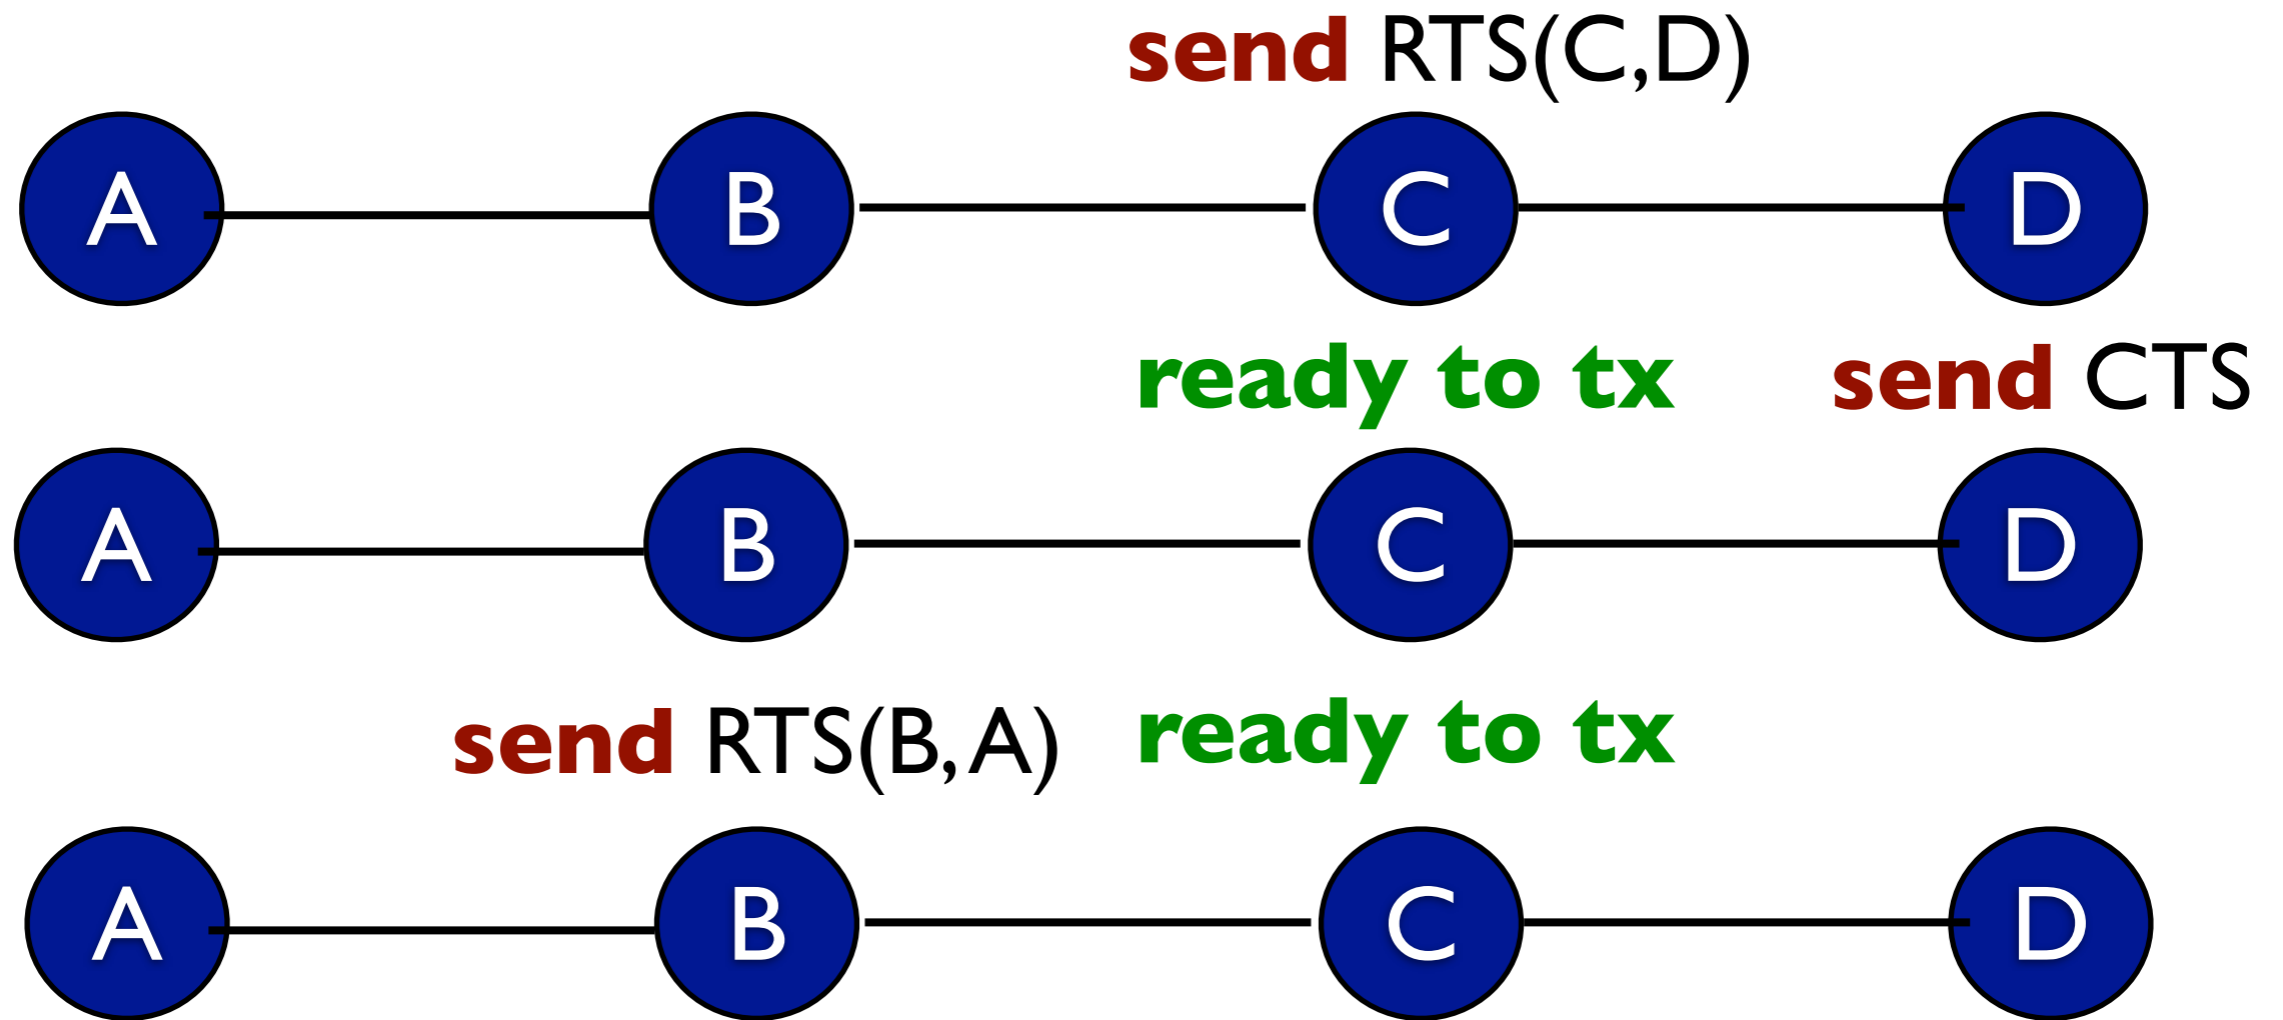 send RTS(C,D)
A B C D
ready to tx send CTS
A B C D
send RTS(B,A) ready to tx
A B C D